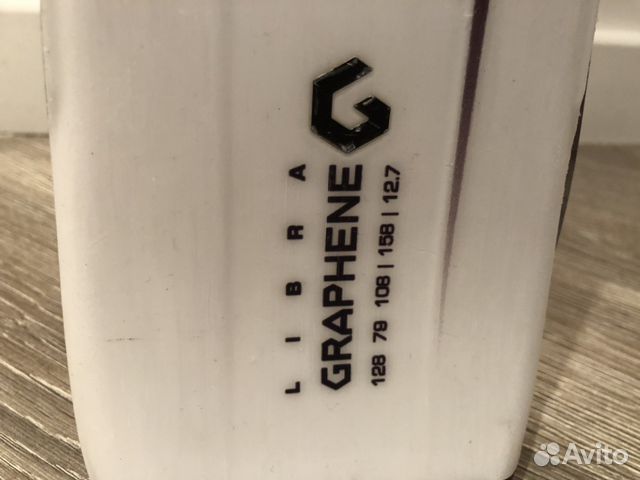 LIBRA
GRAPHENE
128 79 108 | 158 | 12.7
Avito